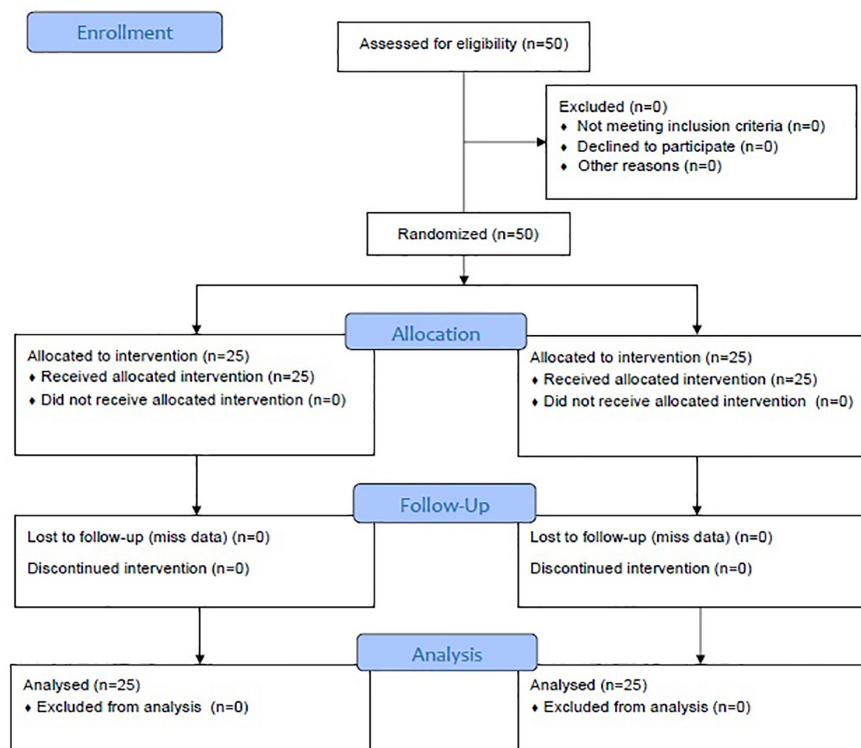 Enrollment
Assessed for eligibility (n=50)
Excluded (n=0)
♦ Not meeting inclusion criteria (n=0)
♦ Declined to participate (n=0)
♦ Other reasons (n=0)
Randomized (n=50)
Allocation
Allocated to intervention (n=25)
♦ Received allocated intervention (n=25)
♦ Did not receive allocated intervention (n=0)
Allocated to intervention (n=25)
♦ Received allocated intervention (n=25)
♦ Did not receive allocated intervention (n=0)
Follow-Up
Lost to follow-up (miss data) (n=0)
Discontinued intervention (n=0)
Lost to follow-up (miss data) (n=0)
Discontinued intervention (n=0)
Analysis
Analysed (n=25)
♦ Excluded from analysis (n=0)
Analysed (n=25)
♦ Excluded from analysis (n=0)